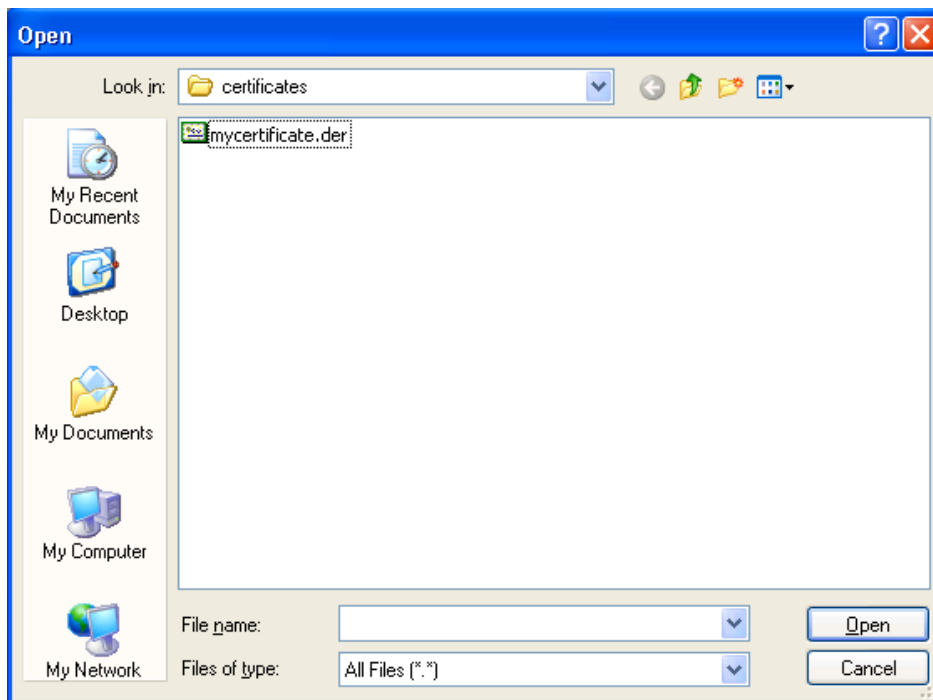 Open
Look in:
certificates
mycertificate.der
My Recent
Documents
Desktop
My Documents
My Computer
My Network
File name:
Open
Files of type:
All Files (*.*)
Cancel